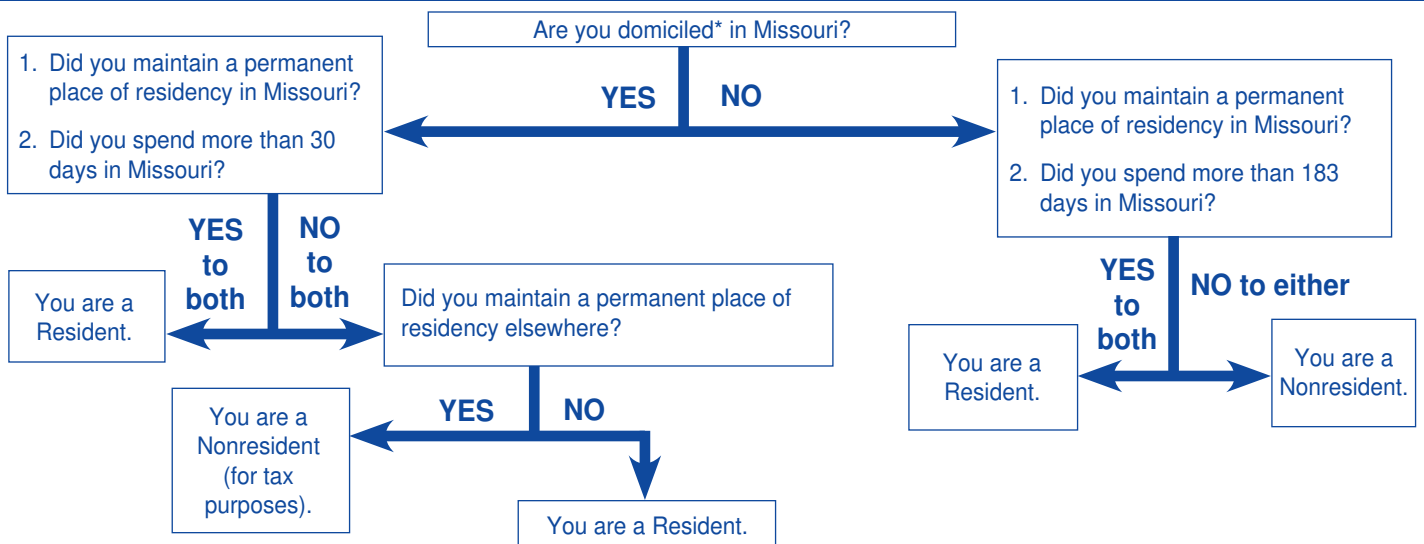 Are you domiciled* in Missouri?
YES
NO
1. Did you maintain a permanent
place of residency in Missouri?
2. Did you spend more than 30
days in Missouri?
YES
to
both
NO
to
both
You are a
Resident.
Did you maintain a permanent place of
residency elsewhere?
YES
NO
You are a
Nonresident
(for tax
purposes).
You are a Resident.
1. Did you maintain a permanent
place of residency in Missouri?
2. Did you spend more than 183
days in Missouri?
YES
to
both
NO to either
You are a
Resident.
You are a
Nonresident.